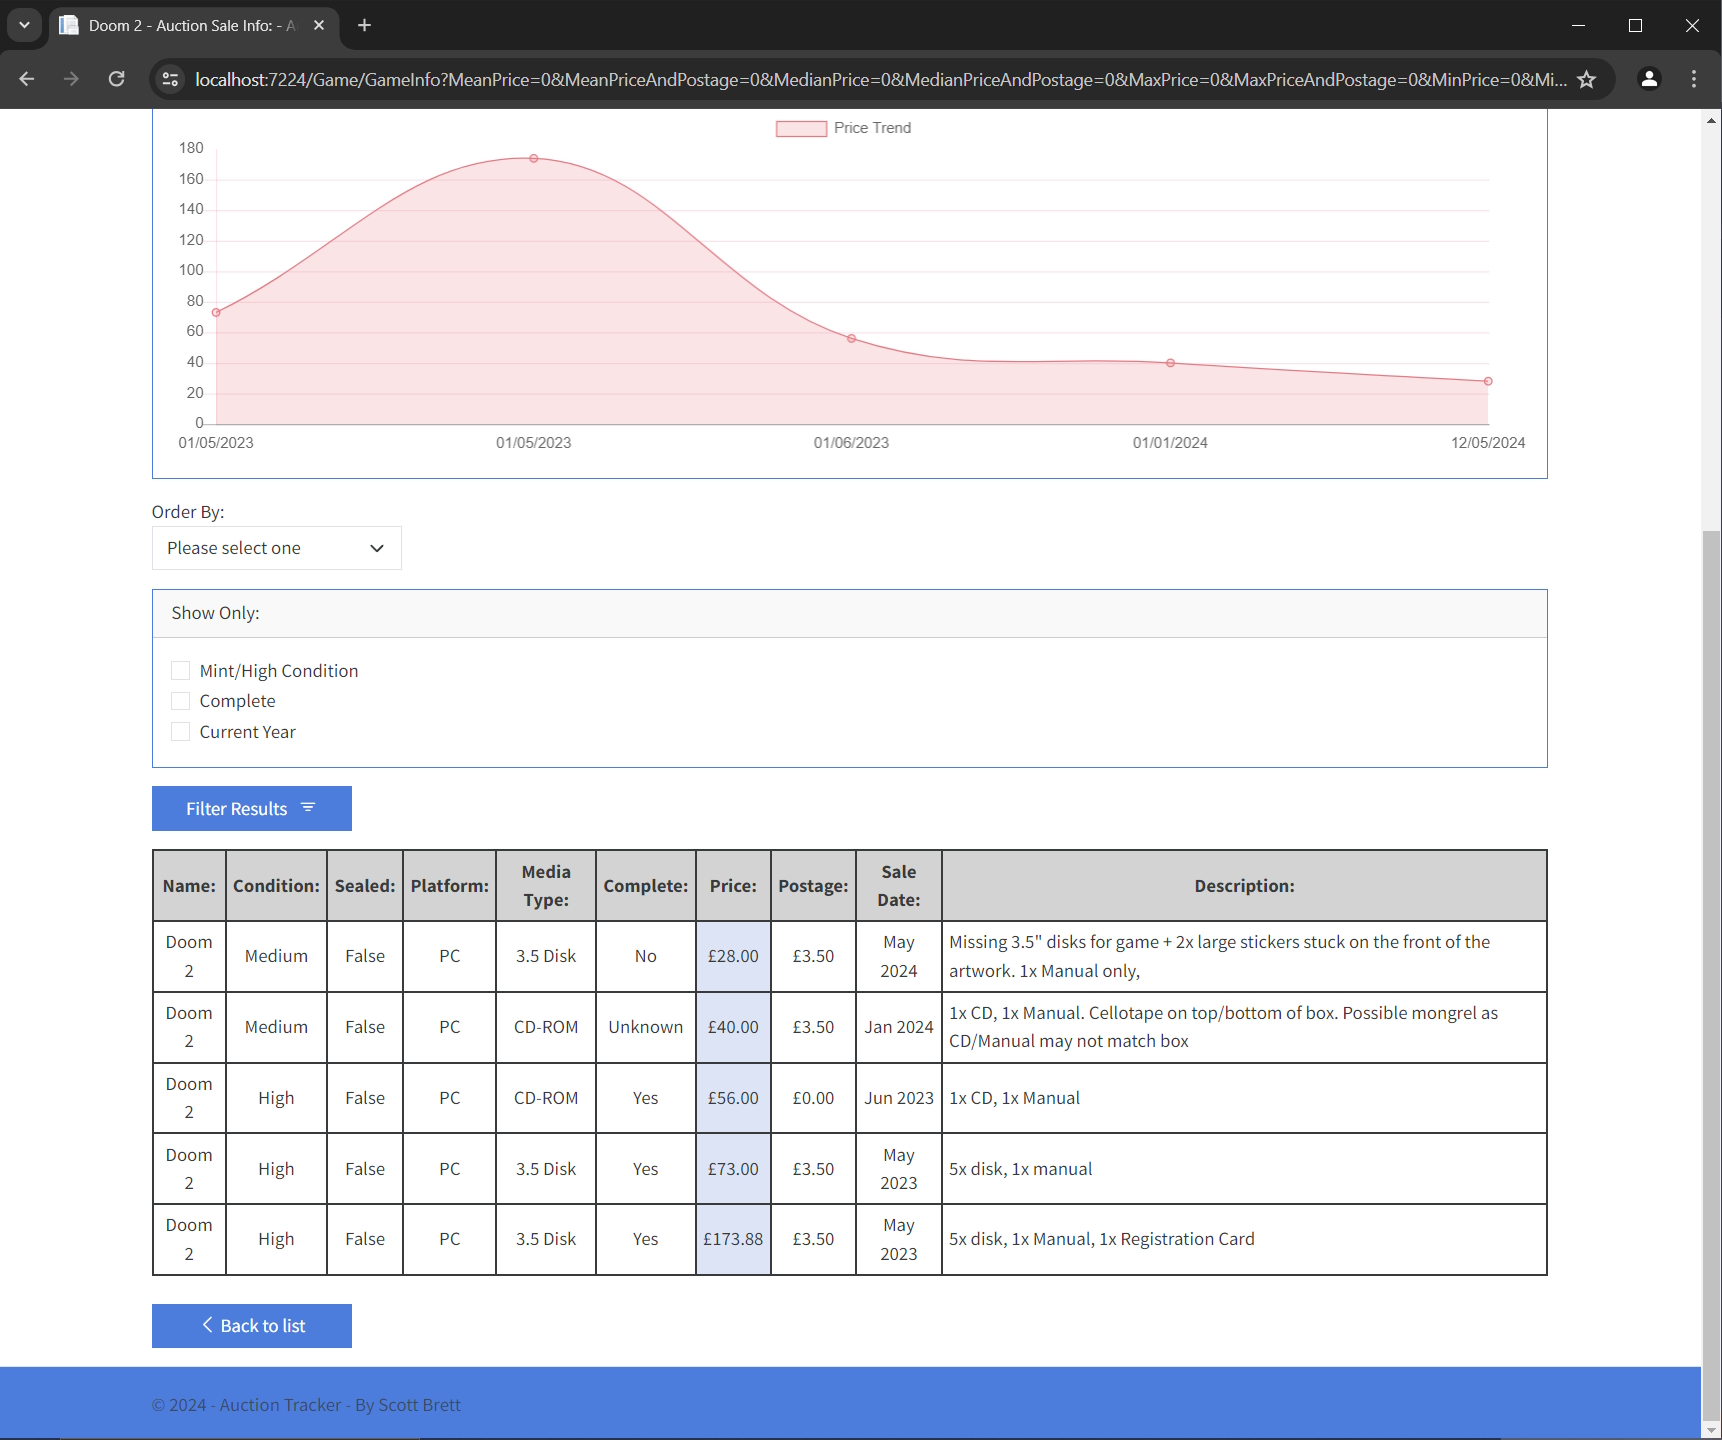 Doom 2 - Auction Sale Info: - A
localhost:7224/Game/GameInfo?MeanPrice=0&MeanPriceAndPostage=0&MedianPrice=0&MedianPriceAndPostage=0&MaxPrice=0&MaxPriceAndPostage=0&MinPrice=0&Mi...
Price Trend
180
160
140
120
100
80
60
40
20
0
01/05/2023 01/05/2023 01/06/2023 01/01/2024 12/05/2024
Order By:
Please select one
Show Only:
Mint/High Condition
Complete
Current Year
Filter Results
Name: Condition: Sealed: Platform: Media Type: Complete: Price: Postage: Sale Date: Description:
Doom 2 Medium False PC 3.5 Disk No £28.00 £3.50 May 2024 Missing 3.5" disks for game + 2x large stickers stuck on the front of the
artwork. 1x Manual only,
Doom 2 Medium False PC CD-ROM Unknown £40.00 £3.50 Jan 2024 1x CD, 1x Manual. Cellotape on top/bottom of box. Possible mongrel as
CD/Manual may not match box
Doom 2 High False PC CD-ROM Yes £56.00 £0.00 Jun 2023 1x CD, 1x Manual
Doom 2 High False PC 3.5 Disk Yes £73.00 £3.50 May 2023 5x disk, 1x manual
Doom 2 High False PC 3.5 Disk Yes £173.88 £3.50 May 2023 5x disk, 1x Manual, 1x Registration Card
Back to list
© 2024 - Auction Tracker - By Scott Brett